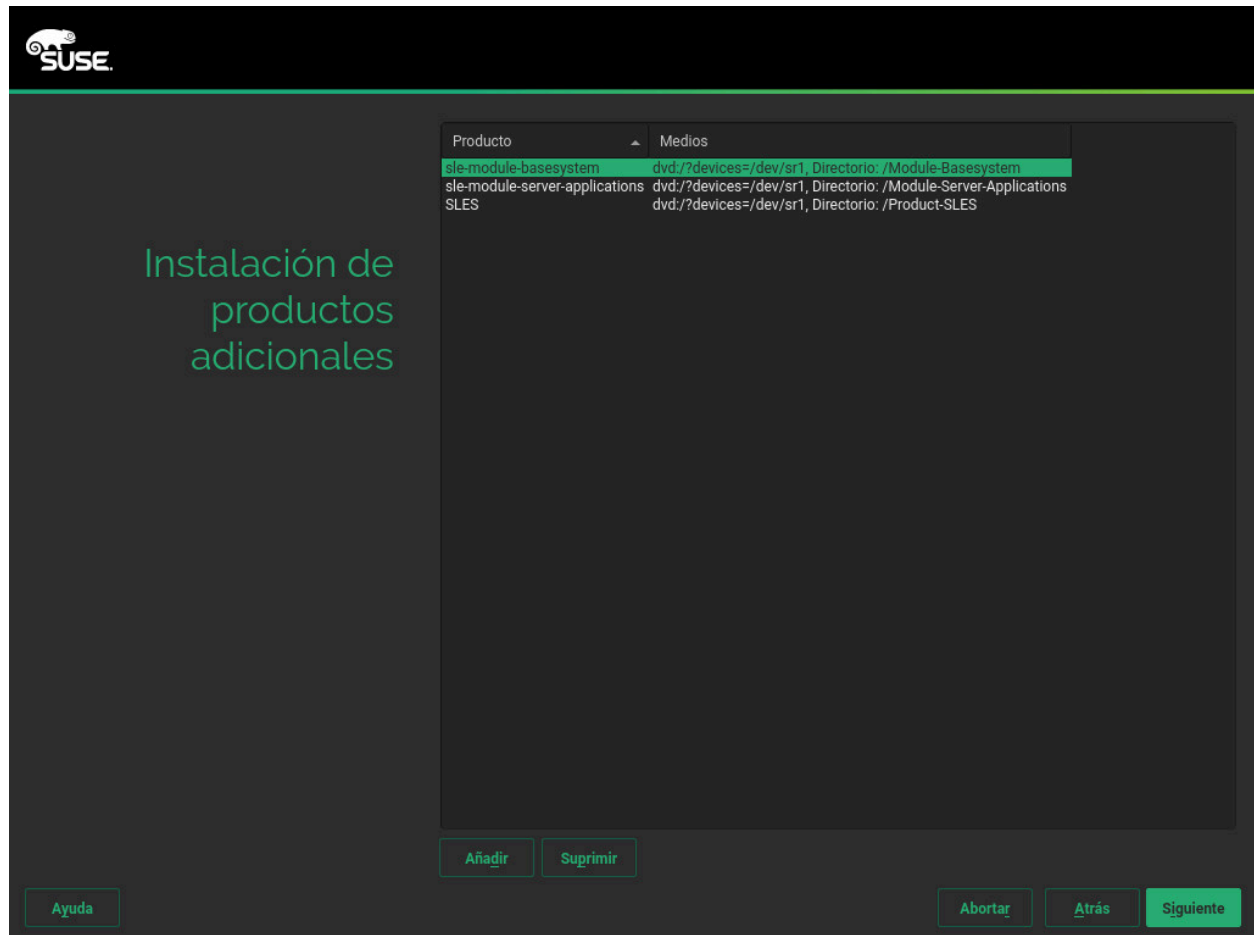 SUSE.
Instalación de
productos
adicionales
Producto Medios
sle-module-basesystem dvd:/?devices=/dev/sr1, Directorio: /Module-Basesystem
sle-module-server-applications dvd:/?devices=/dev/sr1, Directorio: /Module-Server-Applications
SLES dvd:/?devices=/dev/sr1, Directorio: /Product-SLES
Añadir Suprimir
Ayuda Abortar Atrás Siguiente